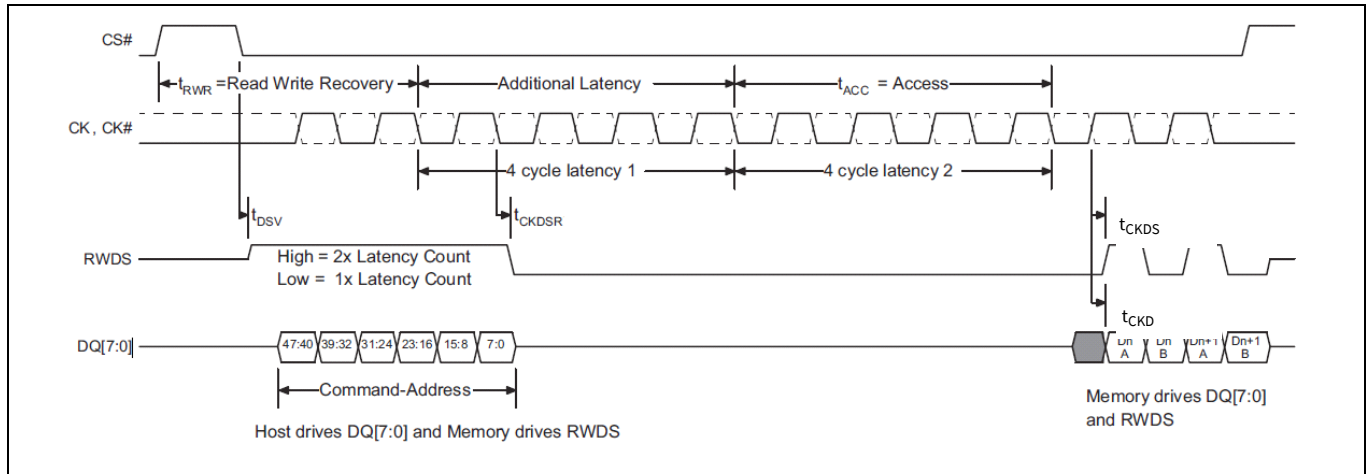 CS#
tRWR =Read Write Recovery
Additional Latency
tACC = Access
CK, CK#
4 cycle latency 1
4 cycle latency 2
tDSV
tCKDSR
tCKDS
RWDS
High = 2x Latency Count
Low = 1x Latency Count
tCKD
DQ[7:0]
47:40 39:32 31:24 23:16 15:8 7:0
Dn Dn Dn+1 Dn+1
A B A B
Command-Address
Memory drives DQ[7:0]
and RWDS
Host drives DQ[7:0] and Memory drives RWDS